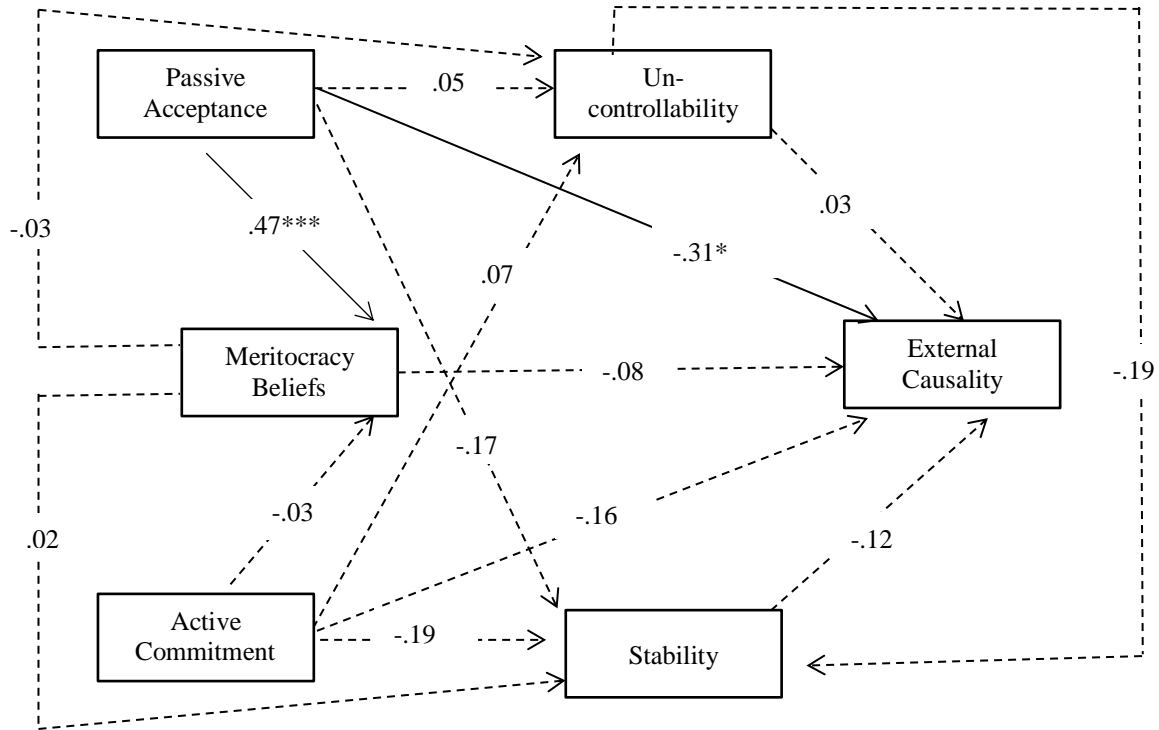 Passive
Acceptance
Un-
controllability
.05
-.03
.47***
.07
-.31*
.03
Meritocracy
Beliefs
-.08
External
Causality
-.19
-.17
-.03
-.16
-.12
.02
Active
Commitment
-.19
Stability